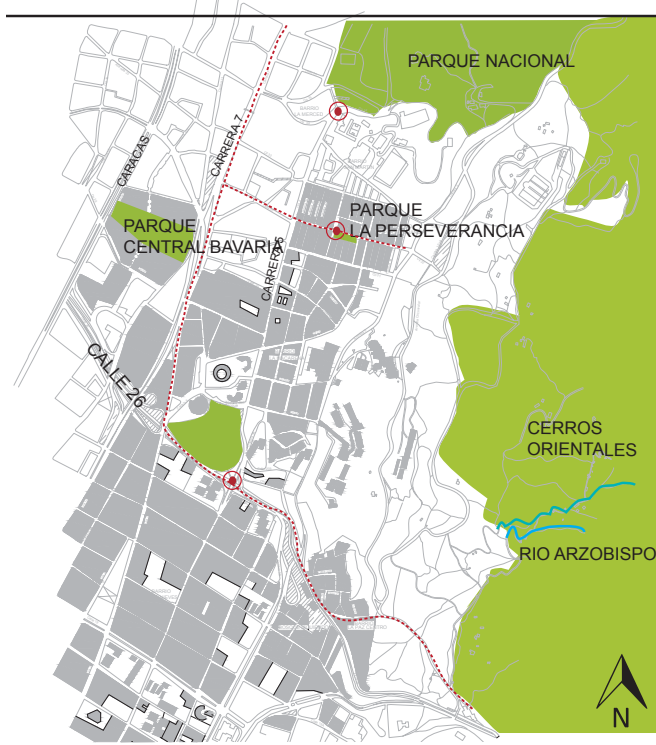 PARQUE NACIONAL
CARRERA 7
CARACAS
PARQUE
LA PERSEVERANCIA
PARQUE
CENTRAL BAVARIA
CARRERA 5
CALLE 26
CERROS
ORIENTALES
RIO ARZOBISPO
N